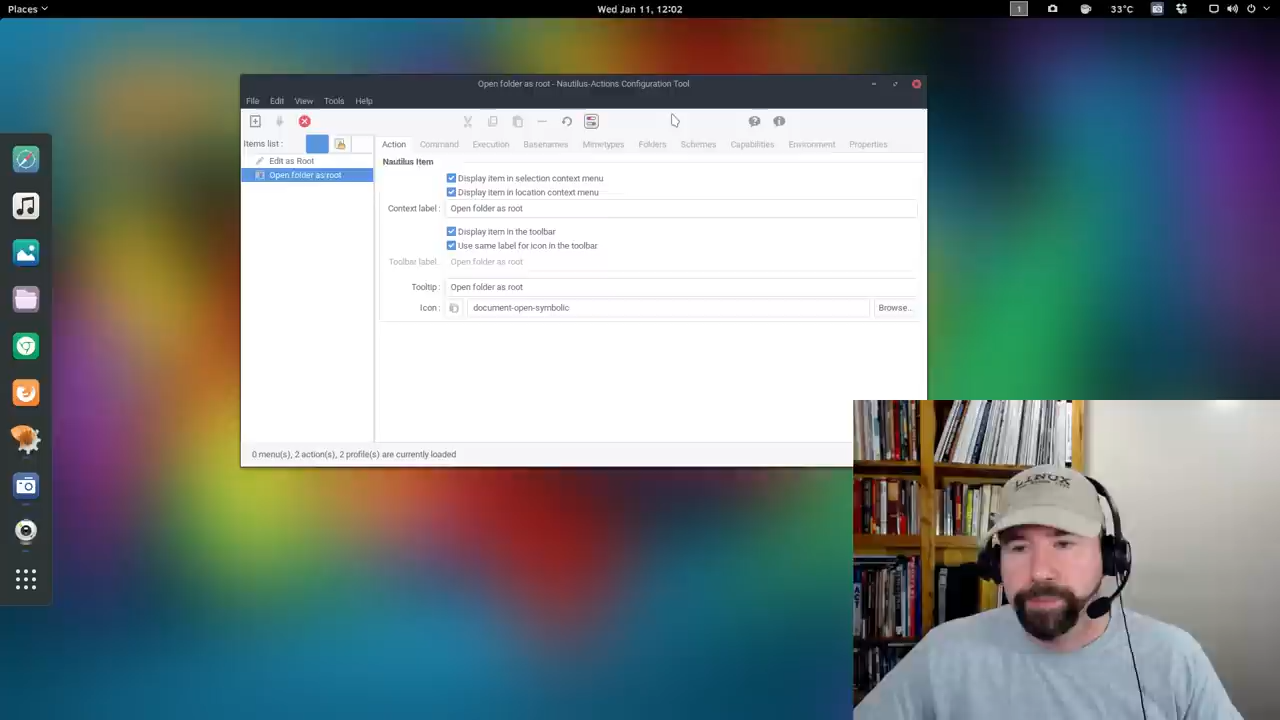 Places
Wed Jan 11, 12:02
1
33°C
Open folder as root - Nautilus-Actions Configuration Tool
File Edit View Tools Help
Items list :
Edit as Root
Open folder as root
Action Command Execution Basenames Mimetypes Folders Schemes Capabilities Environment Properties
Nautilus Item
Display item in selection context menu
Display item in location context menu
Context label : Open folder as root
Display item in the toolbar
Use same label for icon in the toolbar
Toolbar label : Open folder as root
Tooltip : Open folder as root
Icon : document-open-symbolic Browse...
0 menu(s), 2 action(s), 2 profile(s) are currently loaded
LINUX